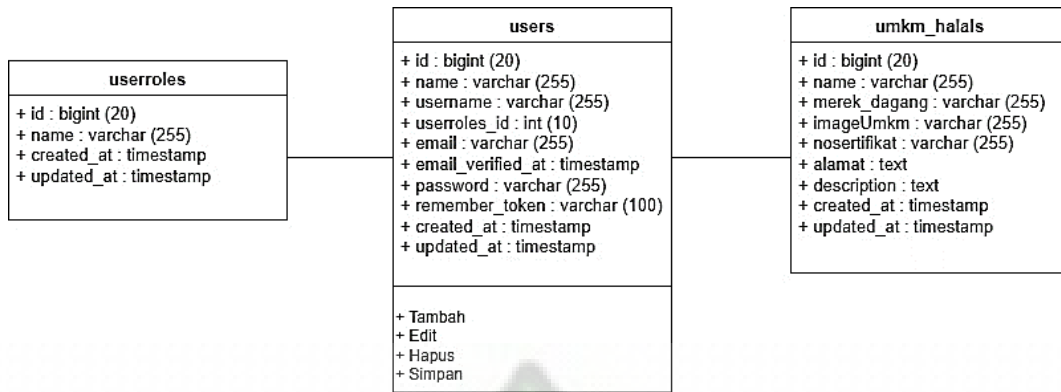 userroles
+ id : bigint (20)
+ name : varchar (255)
+ created_at : timestamp
+ updated_at : timestamp
users
+ id : bigint (20)
+ name : varchar (255)
+ username : varchar (255)
+ userroles_id : int (10)
+ email : varchar (255)
+ email_verified_at : timestamp
+ password : varchar (255)
+ remember_token : varchar (100)
+ created_at : timestamp
+ updated_at : timestamp
+ Tambah
+ Edit
+ Hapus
+ Simpan
umkm_halals
+ id : bigint (20)
+ name : varchar (255)
+ merek_dagang : varchar (255)
+ imageUmkm : varchar (255)
+ nosertifikat : varchar (255)
+ alamat : text
+ description : text
+ created_at : timestamp
+ updated_at : timestamp